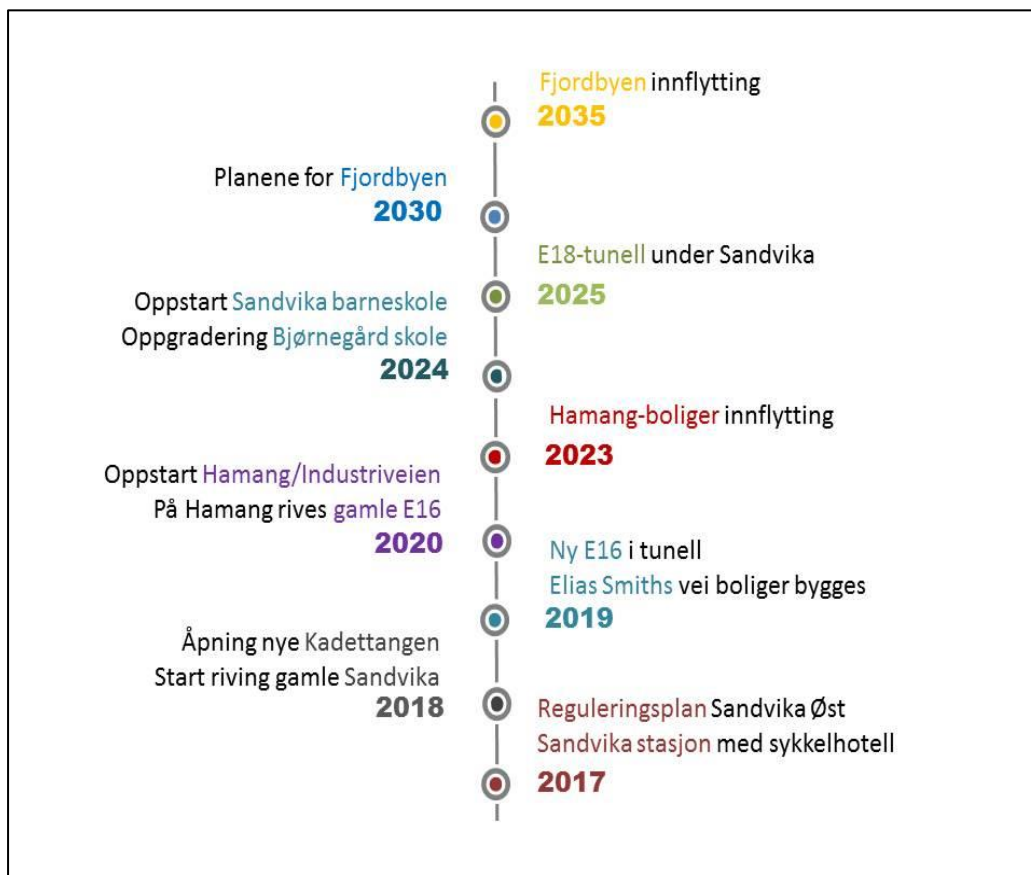 Fjordbyen innflytting
2035
Planene for Fjordbyen
2030
E18-tunell under Sandvika
2025
Oppstart Sandvika barneskole
Oppgradering Bjørnegård skole
2024
Hamang-boliger innflytting
2023
Oppstart Hamang/Industriveien
På Hamang rives gamle E16
2020
Ny E16 i tunell
Elias Smiths vei boliger bygges
2019
Åpning nye Kadettangen
Start riving gamle Sandvika
2018
Reguleringsplan Sandvika Øst
Sandvika stasjon med sykkelhotell
2017